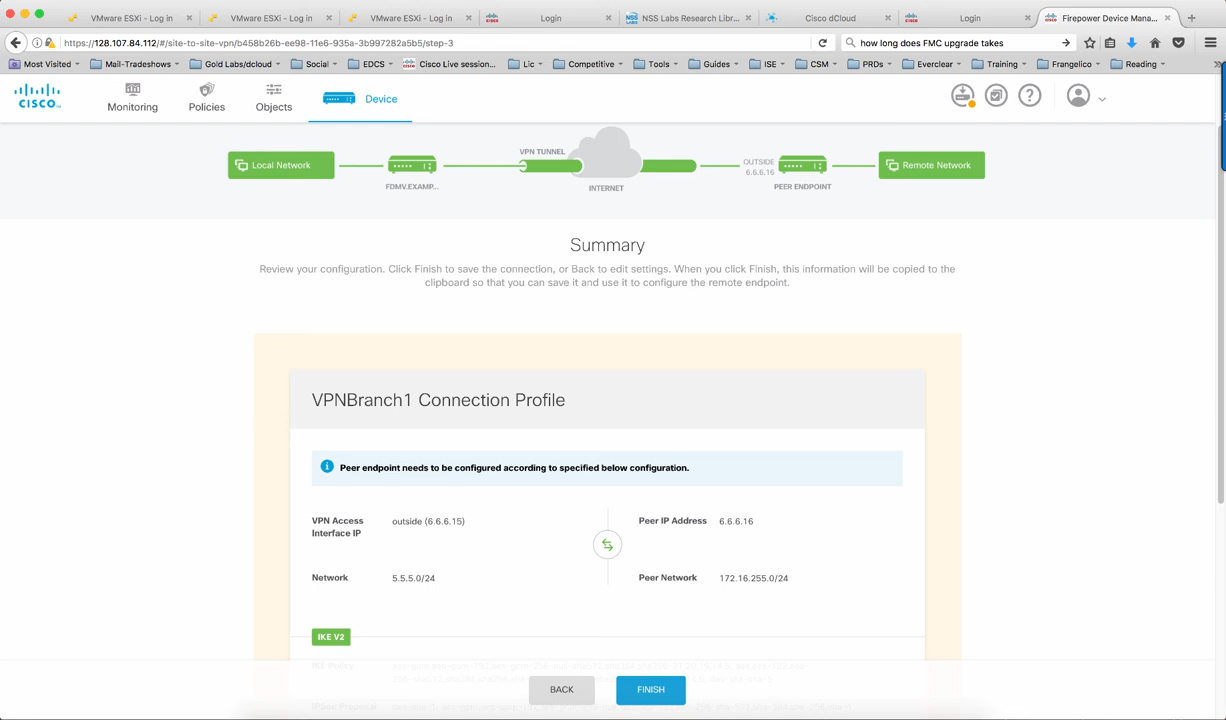 VMware ESXi - Log in
VMware ESXi - Log in
VMware ESXi - Log in
Login
NSS Labs Research Libr...
Cisco dCloud
Login
Firepower Device Mana...
https://128.107.84.112/#/site-to-site-vpn/b458b26b-ee98-11e6-935a-3b997282a5b5/step-3
how long does FMC upgrade takes
Most Visited
Mail-Tradeshows
Gold Labs/dcloud
Social
EDCS
Cisco Live session...
Lic
Competitive
Tools
Guides
ISE
CSM
PRDs
Everclear
Training
Frangelico
Reading
CISCO
Monitoring
Policies
Objects
Device
Local Network
FDMV.EXAMP...
VPN TUNNEL
INTERNET
OUTSIDE
6.6.6.16
PEER ENDPOINT
Remote Network
Summary
Review your configuration. Click Finish to save the connection, or Back to edit settings. When you click Finish, this information will be copied to the
clipboard so that you can save it and use it to configure the remote endpoint.
VPNBranch1 Connection Profile
Peer endpoint needs to be configured according to specified below configuration.
VPN Access
Interface IP
outside (6.6.6.15)
Peer IP Address
6.6.6.16
Network
5.5.5.0/24
Peer Network
172.16.255.0/24
IKE V2
IKE Policy
IPSec Proposal
BACK
FINISH